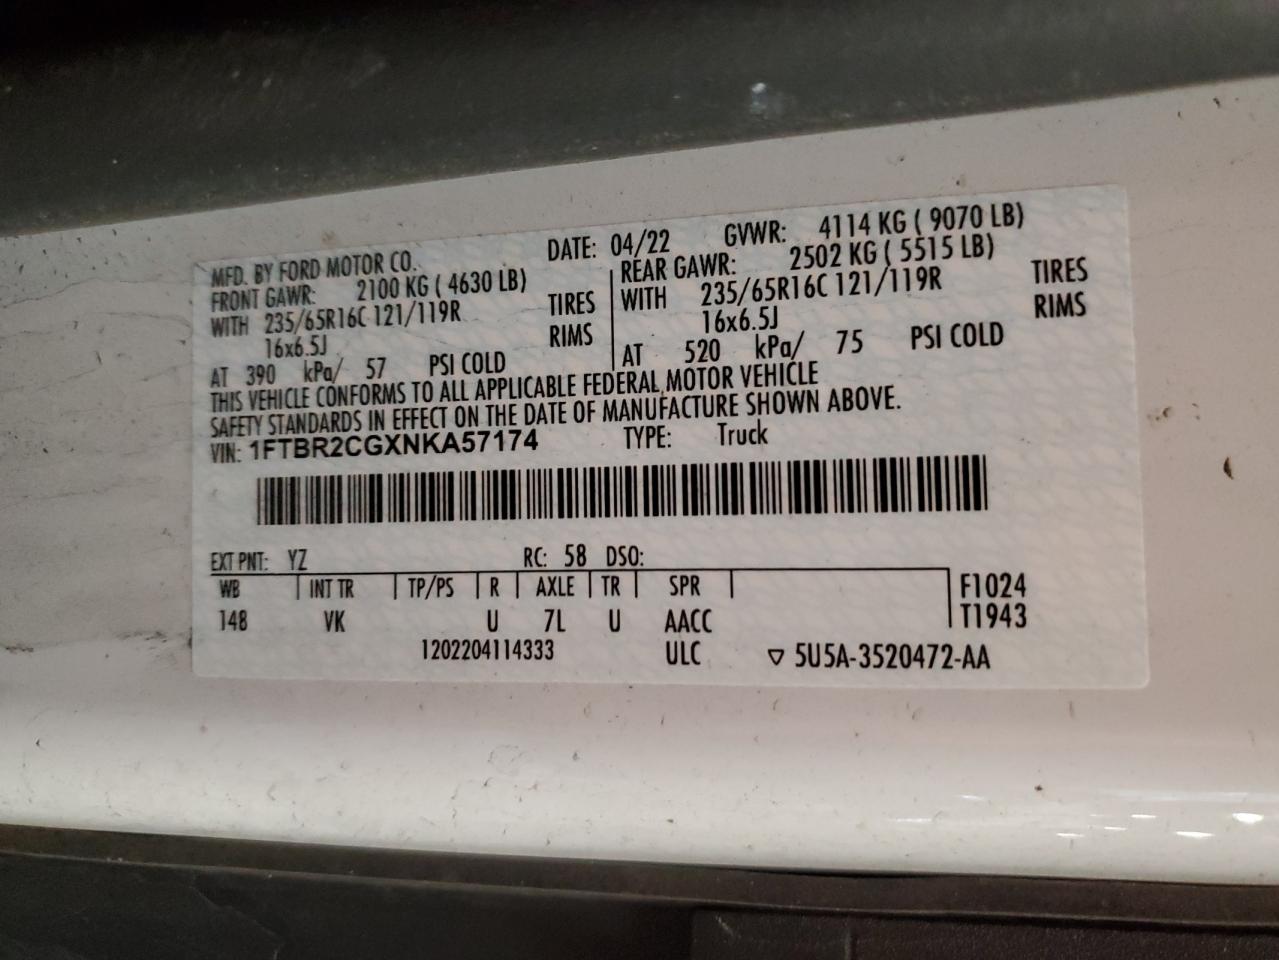 MFD. BY FORD MOTOR CO. DATE: 04/22 GVWR: 4114 KG ( 9070 LB)
FRONT GAWR: 2100 KG ( 4630 LB) REAR GAWR: 2502 KG ( 5515 LB)
WITH 235/65R16C 121/119R TIRES WITH 235/65R16C 121/119R TIRES
16x6.5J RIMS 16x6.5J RIMS
AT 390 kPa/ 57 PSI COLD AT 520 kPa/ 75 PSI COLD
THIS VEHICLE CONFORMS TO ALL APPLICABLE FEDERAL MOTOR VEHICLE
SAFETY STANDARDS IN EFFECT ON THE DATE OF MANUFACTURE SHOWN ABOVE.
VIN: 1FTBR2CGXNKA57174 TYPE: Truck
EXT PNT: YZ RC: 58 DSO:
WB INT TR TP/PS R AXLE TR SPR F1024
148 VK U 7L U AACC T1943
1202204114333 ULC ▽ 5U5A-3520472-AA